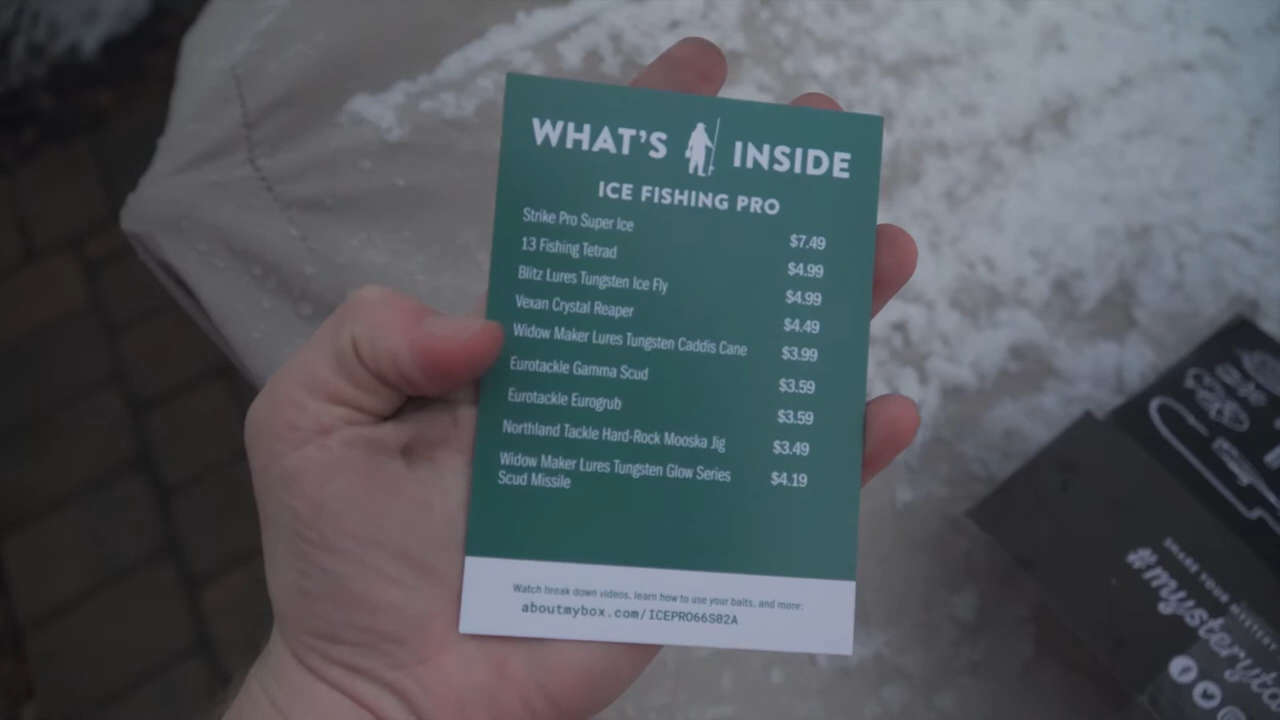 WHAT'S INSIDE
ICE FISHING PRO
Strike Pro Super Ice $7.49
13 Fishing Tetrad $4.99
Blitz Lures Tungsten Ice Fly $4.99
Vexan Crystal Reaper $4.49
Widow Maker Lures Tungsten Caddis Cane $3.99
Eurotackle Gamma Scud $3.59
Eurotackle Eurogrub $3.59
Northland Tackle Hard-Rock Mooska Jig $3.49
Widow Maker Lures Tungsten Glow Series $4.19
Scud Missile
Watch break down videos, learn how to use your baits, and more:
aboutmybox.com/ICEPRO66S02A
SHARE YOUR MYSTERY
#mysteryta